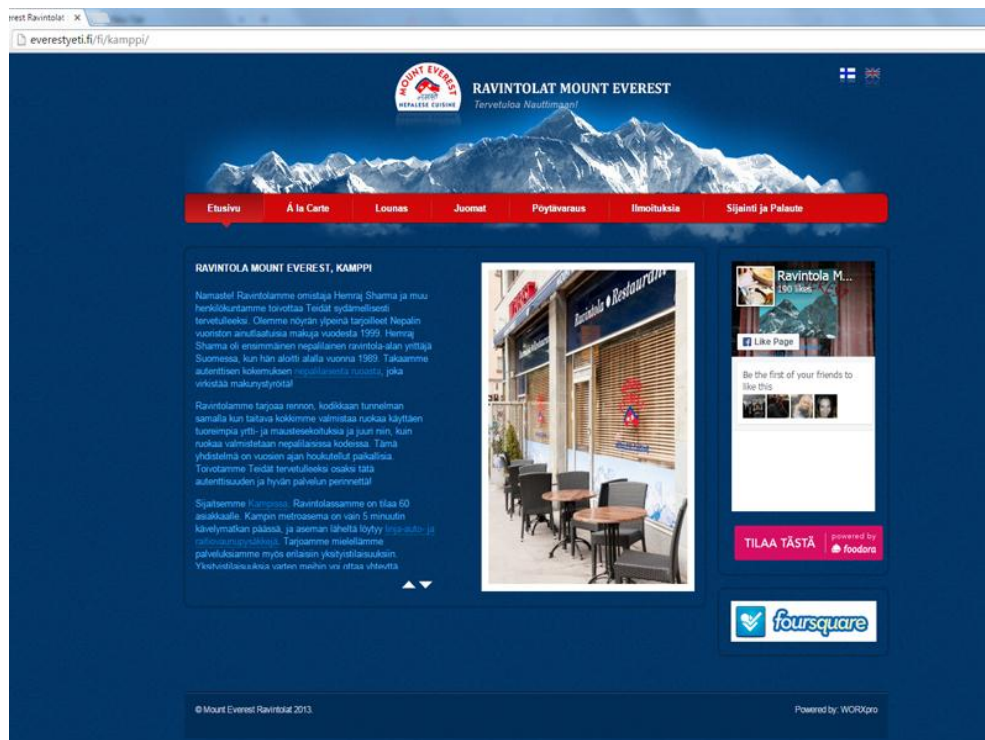 erest Ravintolat
everestyeti.fi/fi/kamppi/
MOUNT EVEREST
NEPALESE CUISINE
RAVINTOLAT MOUNT EVEREST
Tervetuloa Nauttimaan!
Etusivu
Á la Carte
Lounas
Juomat
Pöytävaraus
Ilmoituksia
Sijainti ja Palaute
RAVINTOLA MOUNT EVEREST, KAMPPI
Namaste! Ravintolamme omistaja Hemraj Sharma ja muu
henkilökuntamme toivottaa Teidät sydämellisesti
tervetulleeksi. Olemme nöyrän ylpeinä tarjoilleet Nepalin
vuoriston ainutlaatuisia makuja vuodesta 1999. Hemraj
Sharma oli ensimmäinen nepalilainen ravintola-alan yrittäjä
Suomessa, kun hän aloitti alalla vuonna 1989. Takaamme
autenttisen kokemuksen nepalilaisesta ruoasta, joka
virkistää makunystyröitä!
Ravintolamme tarjoaa rennon, kodikkaan tunnelman
samalla kun taitava kokkimme valmistaa ruokaa käyttäen
tuoreimpia yrtti- ja maustesekoituksia ja juuri niin, kuin
ruokaa valmistetaan nepalilaisissa kodeissa. Tämä
yhdistelmä on vuosien ajan houkutellut paikallisia.
Toivotamme Teidät tervetulleeksi osaksi tätä
autenttisuuden ja hyvän palvelun perinnettä!
Sijaitsemme Kampissa. Ravintolassamme on tilaa 60
asiakkaalle. Kampin metroasema on vain 5 minuutin
kävelymatkan päässä, ja aseman läheltä löytyy linja-auto- ja
raitiovaunupysäkkejä. Tarjoamme mielellämme
palveluksiamme myös erilaisiin yksityistilaisuuksiin.
Yksityistilaisuuksia varten meihin voi ottaa yhteyttä
Ravintola • Restaurant
Ravintola M...
190 likes
Like Page
Be the first of your friends to
like this
TILAA TÄSTÄ
powered by
foodora
foursquare
© Mount Everest Ravintolat 2013.
Powered by: WORXpro